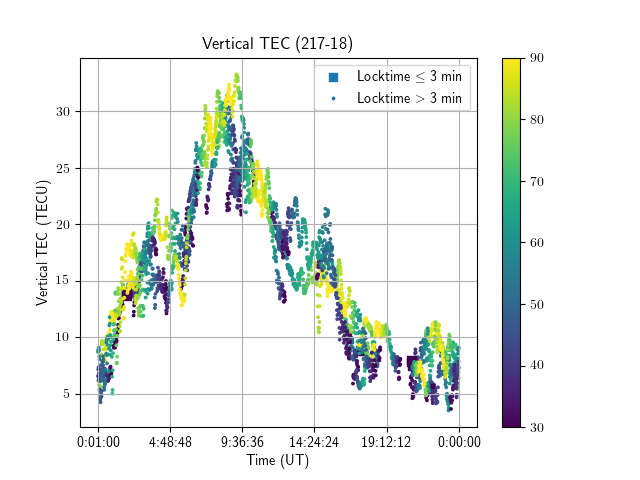 Vertical TEC (217-18)
Locktime ≤ 3 min
Locktime > 3 min
Vertical TEC (TECU)
30
25
20
15
10
5
0:01:00 4:48:48 9:36:36 14:24:24 19:12:12 0:00:00
Time (UT)
90
80
70
60
50
40
30